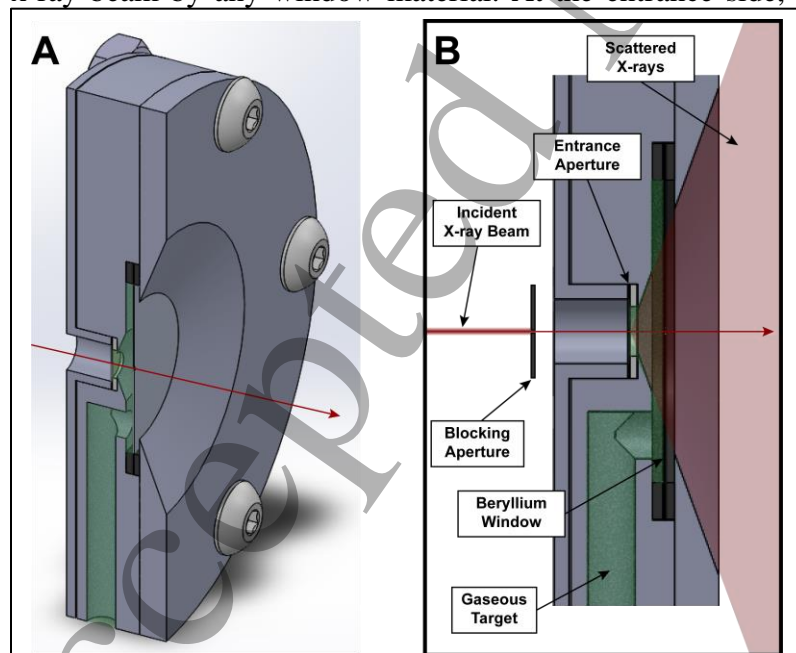 x-ray beam by any window material. At the entrance side,
A
B
Scattered
X-rays
Entrance
Aperture
Incident
X-ray Beam
Blocking
Aperture
Beryllium
Window
Gaseous
Target